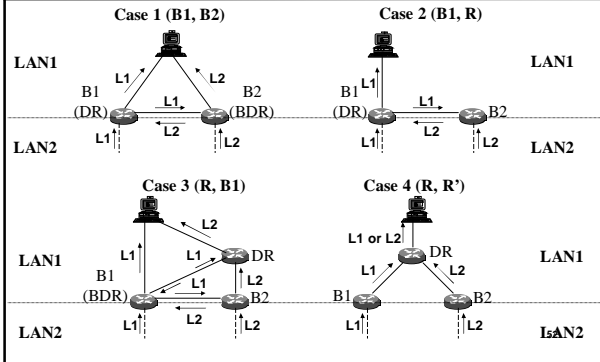 Case 1 (B1, B2)
Case 2 (B1, R)
LAN1
LAN1
L1
L2
L1
B1
(DR)
L1
L2
B2
(BDR)
B1
(DR)
L1
L2
B2
LAN2
L1
L2
L1
L2
LAN2
Case 3 (R, B1)
Case 4 (R, R’)
L2
L1 or L2
LAN1
L1
L1
DR
DR
LAN1
B1
(BDR)
L1
L2
L2
B2
L1
L2
B1
B2
LAN2
L1
L2
L1
L2
LAN2